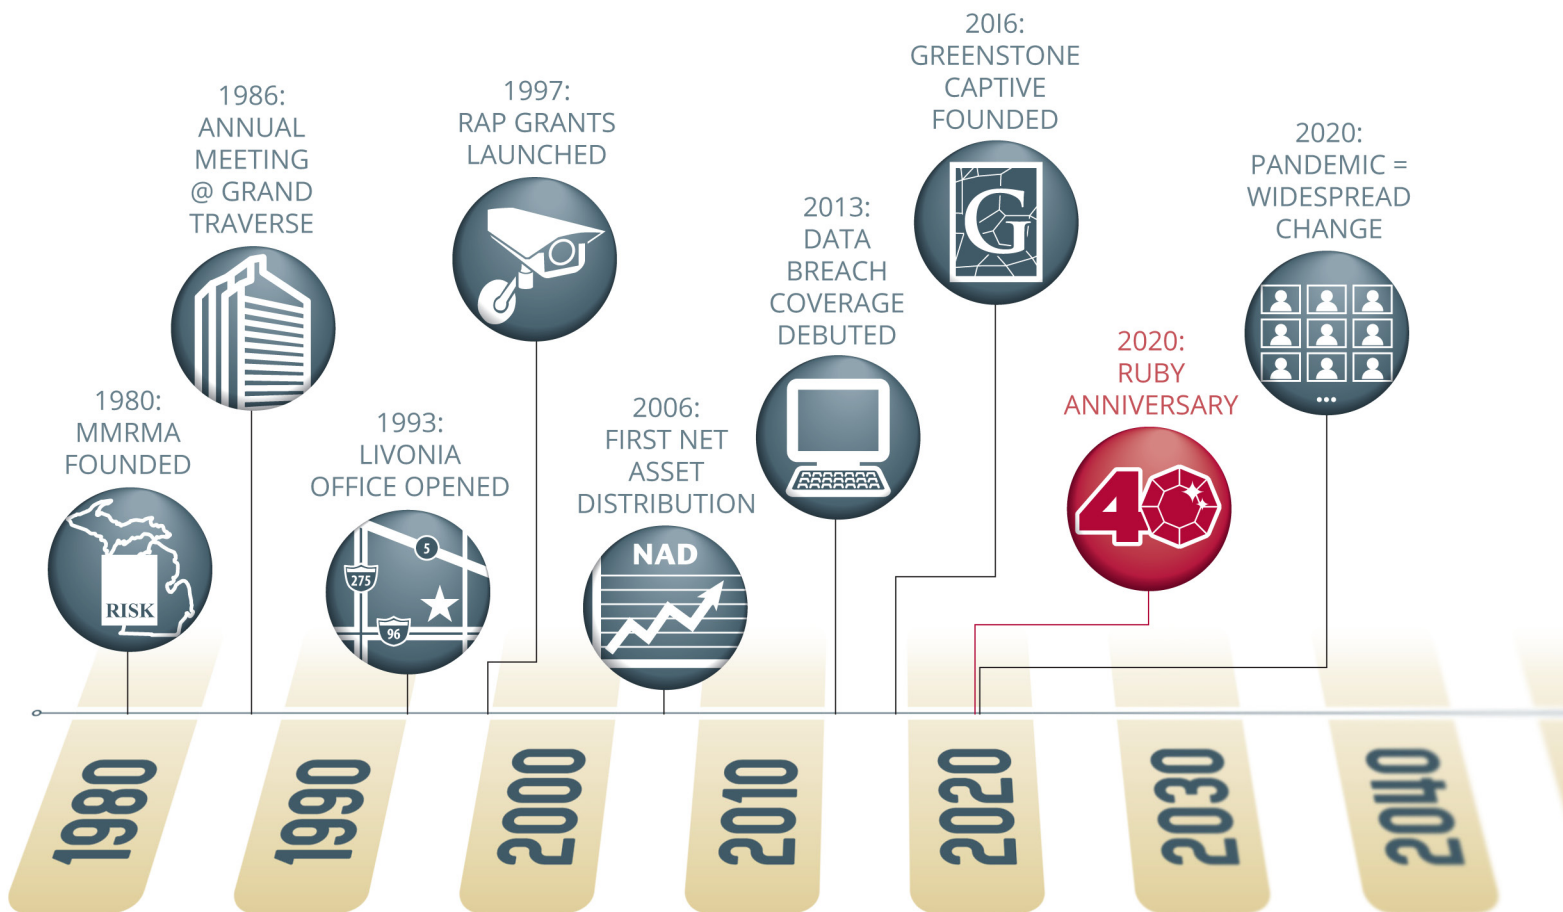 1980:
MMRMA
FOUNDED
RISK
1986:
ANNUAL
MEETING
@ GRAND
TRAVERSE
1993:
LIVONIA
OFFICE OPENED
5
275
96
1997:
RAP GRANTS
LAUNCHED
2006:
FIRST NET
ASSET
DISTRIBUTION
NAD
2013:
DATA
BREACH
COVERAGE
DEBUTED
20I6:
GREENSTONE
CAPTIVE
FOUNDED
G
2020:
RUBY
ANNIVERSARY
40
2020:
PANDEMIC =
WIDESPREAD
CHANGE
...
1980
1990
2000
2010
2020
2030
2040